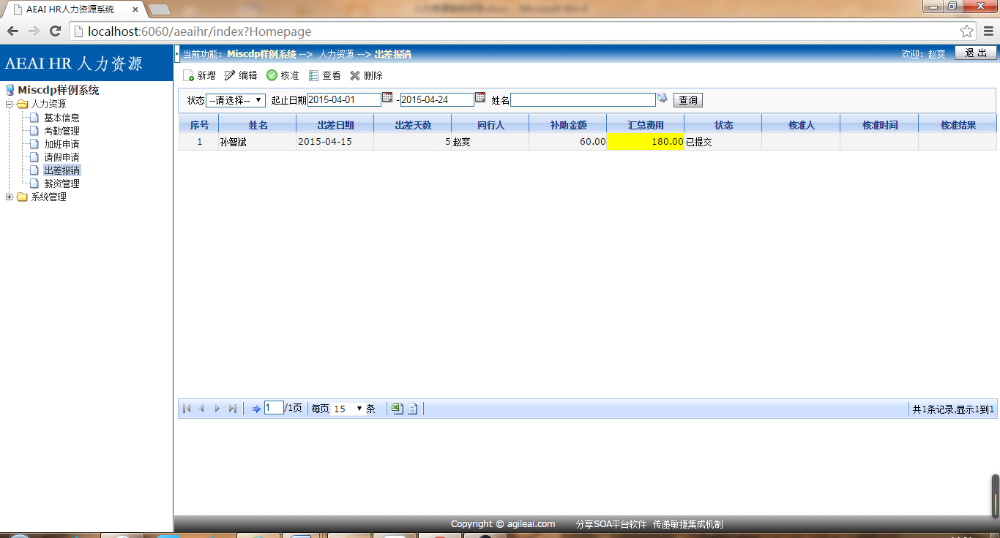 AEAI HR人力资源系统
localhost:6060/aeaihr/index?Homepage
AEAI HR 人力资源
当前功能：Miscdp样例系统 --> 人力资源 --> 出差报销
欢迎：赵爽
退 出
Miscdp样例系统
人力资源
基本信息
考勤管理
加班申请
请假申请
出差报销
薪资管理
系统管理
新增 编辑 核准 查看 删除
状态 --请选择-- 起止日期 2015-04-01 - 2015-04-24 姓名 查询
序号 姓名 出差日期 出差天数 同行人 补助金额 汇总费用 状态 核准人 核准时间 核准结果
1 孙智斌 2015-04-15 5 赵爽 60.00 180.00 已提交
1 /1页 每页 15 条
共1条记录,显示1到1
Copyright © agileai.com 分享SOA平台软件 传递敏捷集成机制